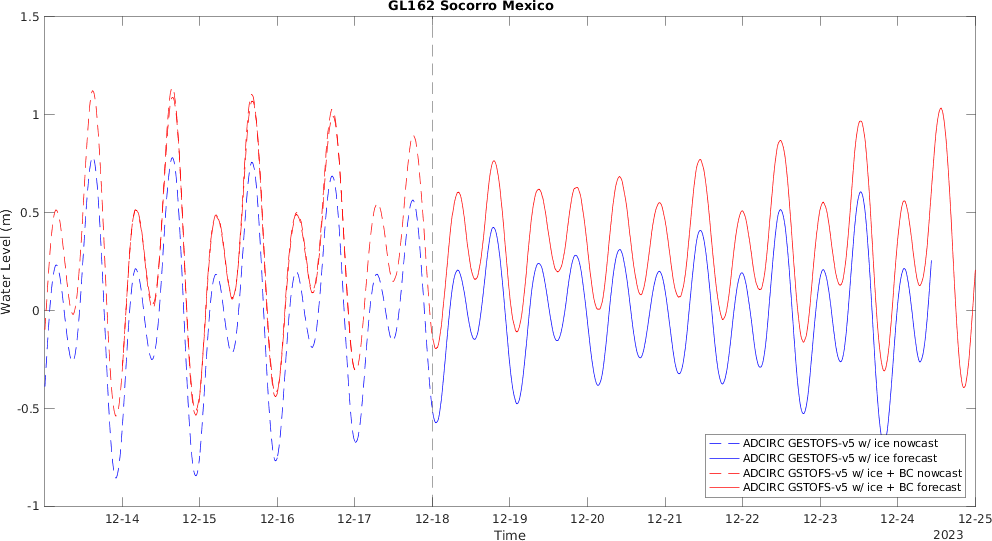 GL162 Socorro Mexico
1.5
1
0.5
0
-0.5
-1
Water Level (m)
ADCIRC GESTOFS-v5 w/ ice nowcast
ADCIRC GESTOFS-v5 w/ ice forecast
ADCIRC GSTOFS-v5 w/ ice + BC nowcast
ADCIRC GSTOFS-v5 w/ ice + BC forecast
12-14 12-15 12-16 12-17 12-18 12-19 12-20 12-21 12-22 12-23 12-24 12-25
Time
2023